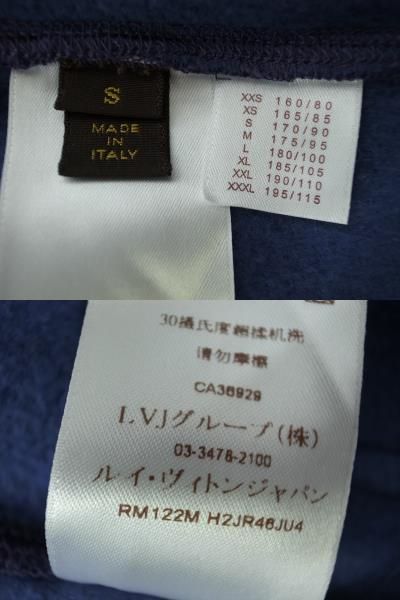 S
MADE
IN
ITALY
XXS 160/80
XS 165/85
S 170/90
M 175/95
L 180/100
XL 185/105
XXL 190/110
XXXL 195/115
30攝氏度輕揉机洗
请勿摩擦
CA36929
LVJグループ(株)
03-3478-2100
ルイ・ヴィトンジャパン
RM122M H2JR46JU4